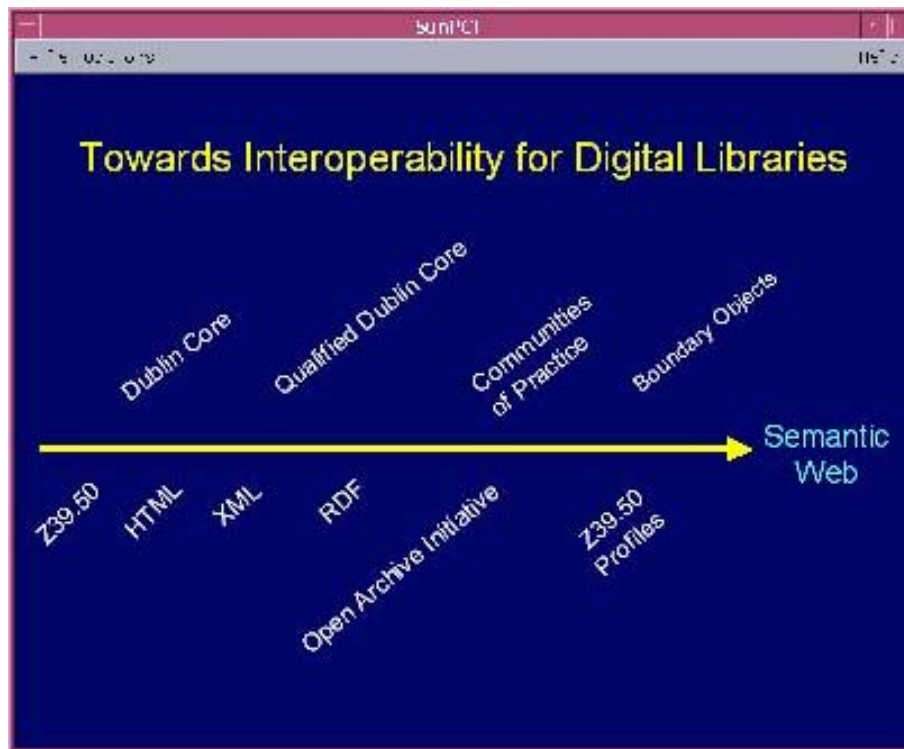 SunPCI
Towards Interoperability for Digital Libraries
Dublin Core
Qualified Dublin Core
Communities
of Practice
Boundary Objects
Semantic
Web
Z39.50
HTML
XML
RDF
Open Archive Initiative
Z39.50
Profiles